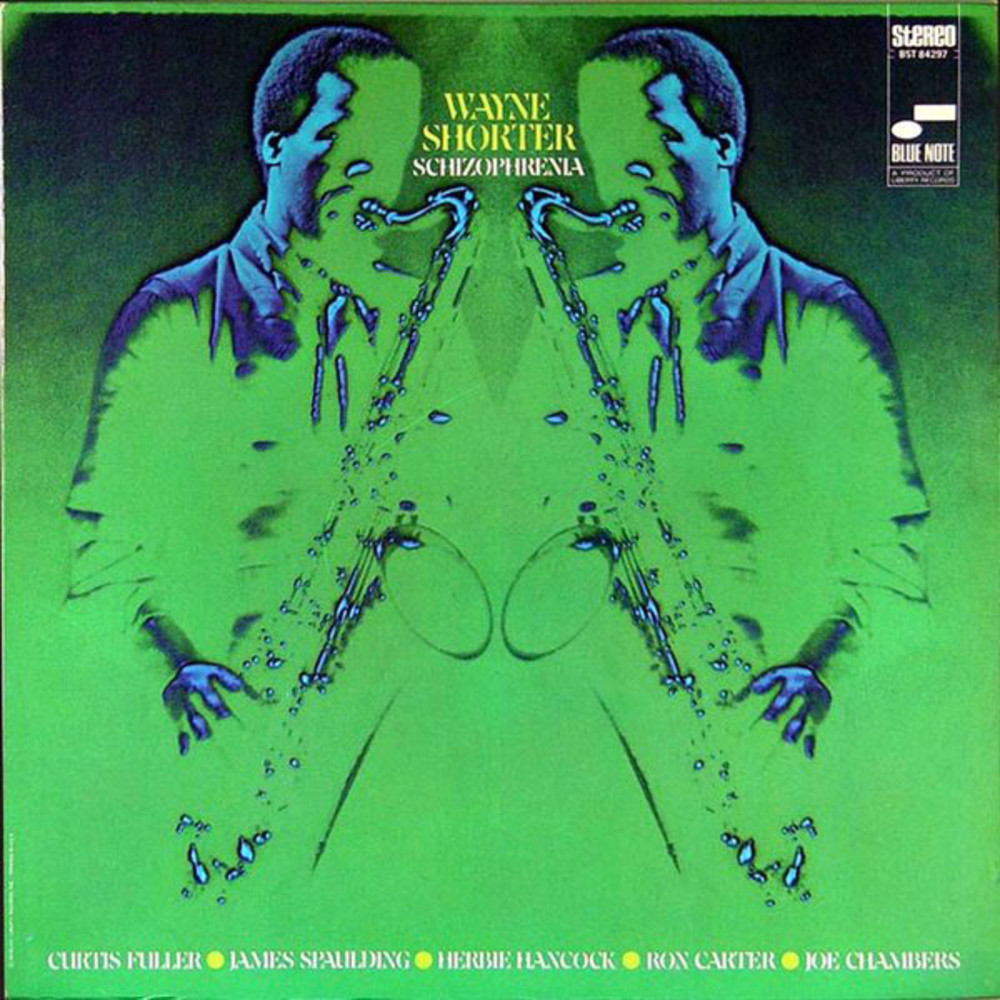 WAYNE
SHORTER
SCHIZOPHRENIA
STEREO
BST 84297
BLUE NOTE
A PRODUCT OF
LIBERTY RECORDS
CURTIS FULLER ● JAMES SPAULDING ● HERBIE HANCOCK ● RON CARTER ● JOE CHAMBERS